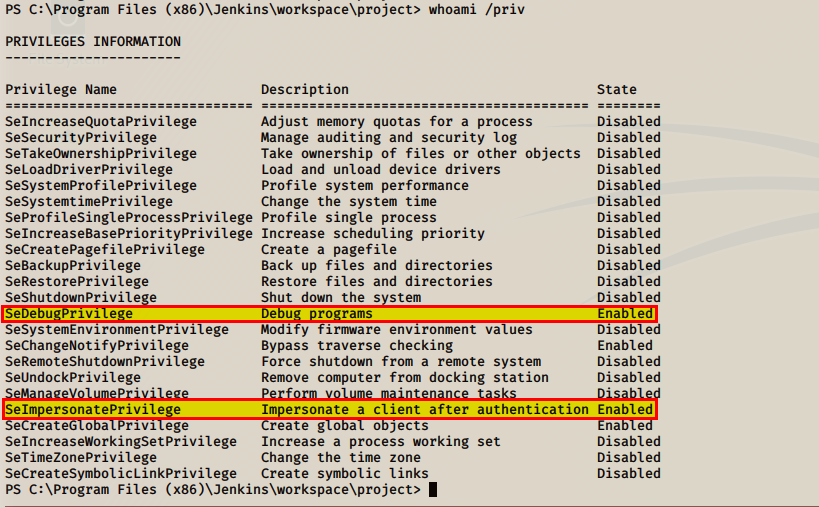 PS C:\Program Files (x86)\Jenkins\workspace\project> whoami /priv
PRIVILEGES INFORMATION
----------------------
Privilege Name                  Description                               State
=============================== ========================================= ========
SeIncreaseQuotaPrivilege        Adjust memory quotas for a process        Disabled
SeSecurityPrivilege             Manage auditing and security log          Disabled
SeTakeOwnershipPrivilege        Take ownership of files or other objects  Disabled
SeLoadDriverPrivilege           Load and unload device drivers            Disabled
SeSystemProfilePrivilege        Profile system performance                Disabled
SeSystemtimePrivilege           Change the system time                    Disabled
SeProfileSingleProcessPrivilege Profile single process                    Disabled
SeIncreaseBasePriorityPrivilege Increase scheduling priority              Disabled
SeCreatePagefilePrivilege       Create a pagefile                         Disabled
SeBackupPrivilege               Back up files and directories             Disabled
SeRestorePrivilege              Restore files and directories             Disabled
SeShutdownPrivilege             Shut down the system                      Disabled
SeDebugPrivilege                Debug programs                            Enabled
SeSystemEnvironmentPrivilege    Modify firmware environment values        Disabled
SeChangeNotifyPrivilege         Bypass traverse checking                  Enabled
SeRemoteShutdownPrivilege       Force shutdown from a remote system       Disabled
SeUndockPrivilege               Remove computer from docking station      Disabled
SeManageVolumePrivilege         Perform volume maintenance tasks          Disabled
SeImpersonatePrivilege          Impersonate a client after authentication Enabled
SeCreateGlobalPrivilege         Create global objects                     Enabled
SeIncreaseWorkingSetPrivilege   Increase a process working set            Disabled
SeTimeZonePrivilege             Change the time zone                      Disabled
SeCreateSymbolicLinkPrivilege   Create symbolic links                     Disabled
PS C:\Program Files (x86)\Jenkins\workspace\project>